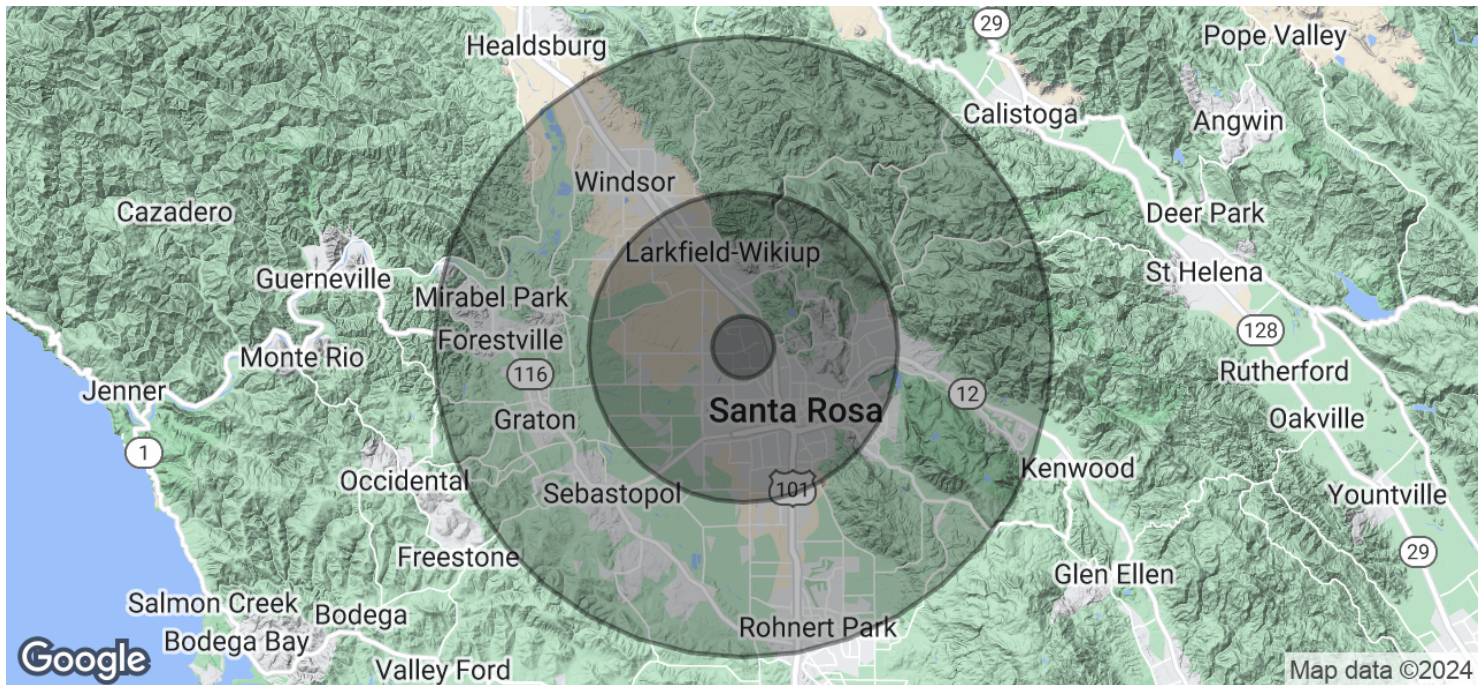 29
Pope Valley
Healdsburg
Calistoga
Angwin
Windsor
Cazadero
Deer Park
Larkfield-Wikiup
Guerneville
St Helena
Mirabel Park
Forestville
128
Monte Rio
116
Rutherford
Jenner
12
Santa Rosa
Graton
Oakville
1
Kenwood
Occidental
Sebastopol
101
Yountville
Freestone
29
Glen Ellen
Salmon Creek
Bodega
Rohnert Park
Bodega Bay
Google
Valley Ford
Map data ©2024